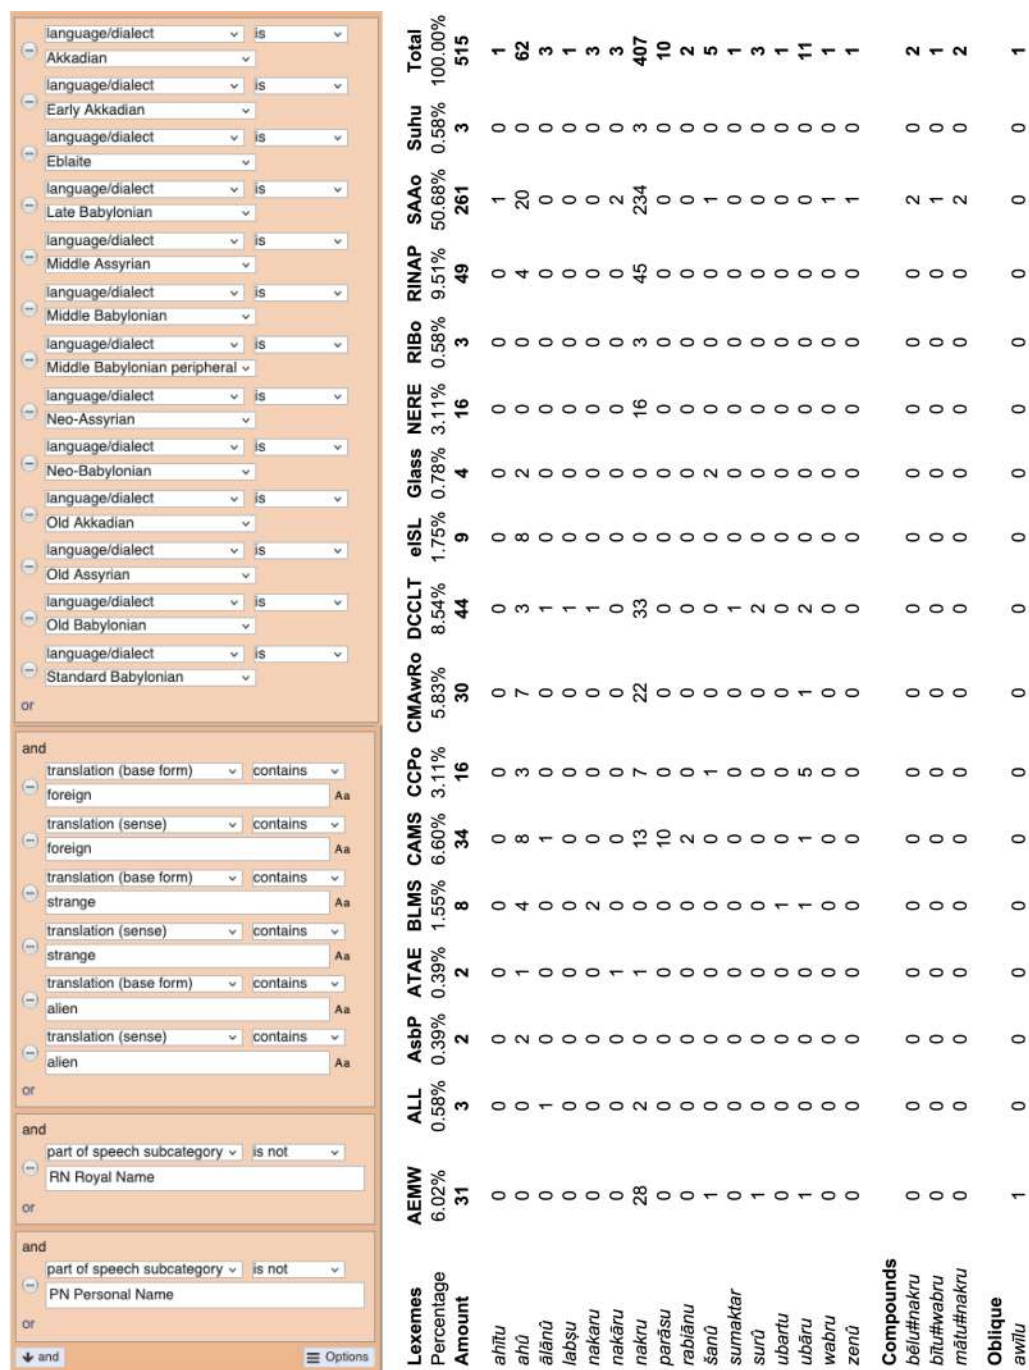 language/dialect is
Akkadian
language/dialect is
Early Akkadian
language/dialect is
Eblaite
language/dialect is
Late Babylonian
language/dialect is
Middle Assyrian
language/dialect is
Middle Babylonian
language/dialect is
Middle Babylonian peripheral
language/dialect is
Neo-Assyrian
language/dialect is
Neo-Babylonian
language/dialect is
Old Akkadian
language/dialect is
Old Assyrian
language/dialect is
Old Babylonian
language/dialect is
Standard Babylonian
or
and
translation (base form) contains
foreign Aa
translation (sense) contains
foreign Aa
translation (base form) contains
strange Aa
translation (sense) contains
strange Aa
translation (base form) contains
alien Aa
translation (sense) contains
alien Aa
or
and
part of speech subcategory is not
RN Royal Name
or
and
part of speech subcategory is not
PN Personal Name
or
and Options
Lexemes AEMW ALL AsbP ATAE BLMS CAMS CCPo CMAwRo DCCLT eISL Glass NERE RIBo RINAP SAAo Suhu Total
Percentage 6.02% 0.58% 0.39% 0.39% 1.55% 6.60% 3.11% 5.83% 8.54% 1.75% 0.78% 3.11% 0.58% 9.51% 50.68% 0.58% 100.00%
Amount 31 3 2 2 8 34 16 30 44 9 4 16 3 49 261 3 515
ahītu 0 0 0 0 0 0 0 0 0 0 0 0 0 0 1 0 1
ahû 0 0 2 1 4 8 3 7 3 8 2 0 0 4 20 0 62
ālānû 0 1 0 0 0 1 0 0 1 0 0 0 0 0 0 0 3
labṣu 0 0 0 0 0 0 0 0 1 0 0 0 0 0 0 0 1
nakaru 0 0 0 0 2 0 0 0 1 0 0 0 0 0 0 0 3
nakāru 0 0 0 1 0 0 0 0 0 0 0 0 0 0 2 0 3
nakru 28 2 0 1 0 13 7 22 33 0 0 16 3 45 234 3 407
parāsu 0 0 0 0 0 10 0 0 0 0 0 0 0 0 0 0 10
rabiānu 0 0 0 0 0 2 0 0 0 0 0 0 0 0 0 0 2
šanû 1 0 0 0 0 0 1 0 0 0 2 0 0 0 1 0 5
sumaktar 0 0 0 0 0 0 0 0 1 0 0 0 0 0 0 0 1
surû 1 0 0 0 0 0 0 0 2 0 0 0 0 0 0 0 3
ubartu 0 0 0 0 1 0 0 0 0 0 0 0 0 0 0 0 1
ubāru 1 0 0 0 1 1 5 1 2 0 0 0 0 0 0 0 11
wabru 0 0 0 0 0 0 0 0 0 0 0 0 0 0 1 0 1
zenû 0 0 0 0 0 0 0 0 0 0 0 0 0 0 1 0 1
Compounds
bēlu#nakru 0 0 0 0 0 0 0 0 0 0 0 0 0 0 2 0 2
nītu#wabru 0 0 0 0 0 0 0 0 0 0 0 0 0 0 1 0 1
mātu#nakru 0 0 0 0 0 0 0 0 0 0 0 0 0 0 2 0 2
Oblique
awīlu 1 0 0 0 0 0 0 0 0 0 0 0 0 0 0 0 1